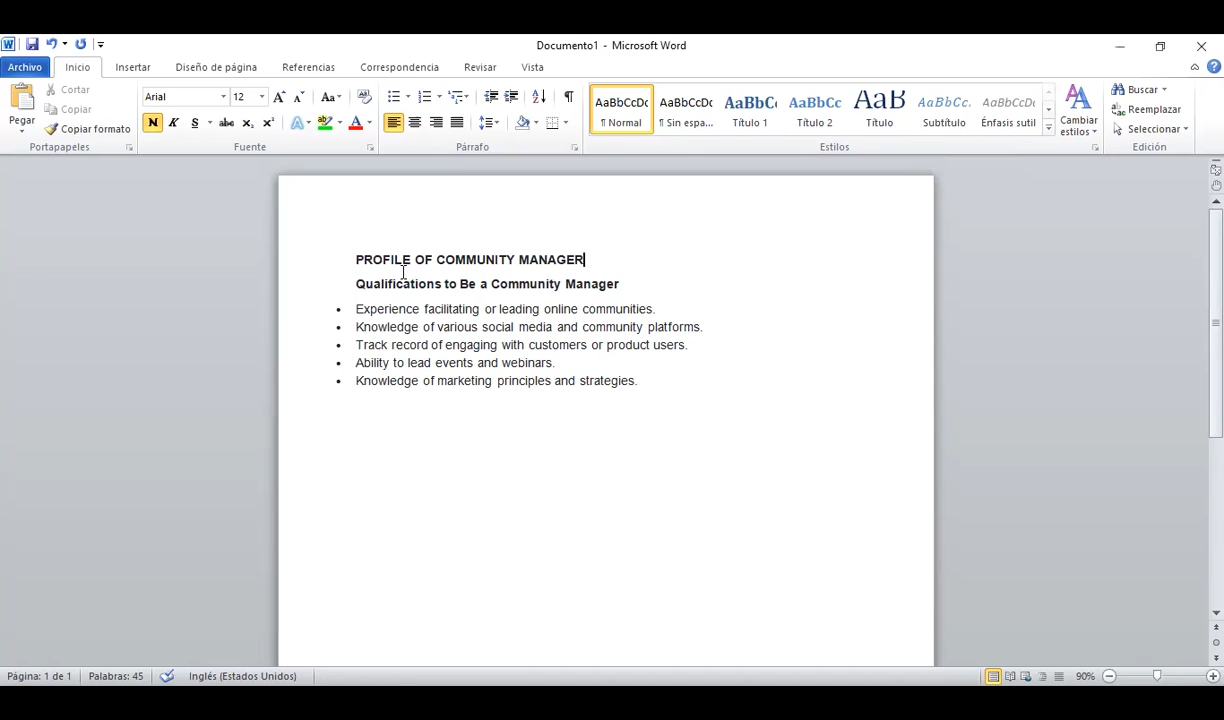 Documento1 - Microsoft Word
Archivo Inicio Insertar Diseño de página Referencias Correspondencia Revisar Vista
Pegar
Cortar
Copiar
Copiar formato
Portapapeles
Arial 12
N K S abc x₂ x²
Fuente
Párrafo
AaBbCcDc AaBbCcDc AaBbC( AaBbCc AaB AaBbCc. AaBbCcDc
¶ Normal ¶ Sin espa... Título 1 Título 2 Título Subtítulo Énfasis sutil
Cambiar
estilos
Estilos
Buscar
Reemplazar
Seleccionar
Edición
PROFILE OF COMMUNITY MANAGER
Qualifications to Be a Community Manager
• Experience facilitating or leading online communities.
• Knowledge of various social media and community platforms.
• Track record of engaging with customers or product users.
• Ability to lead events and webinars.
• Knowledge of marketing principles and strategies.
Página: 1 de 1 Palabras: 45 Inglés (Estados Unidos) 90%